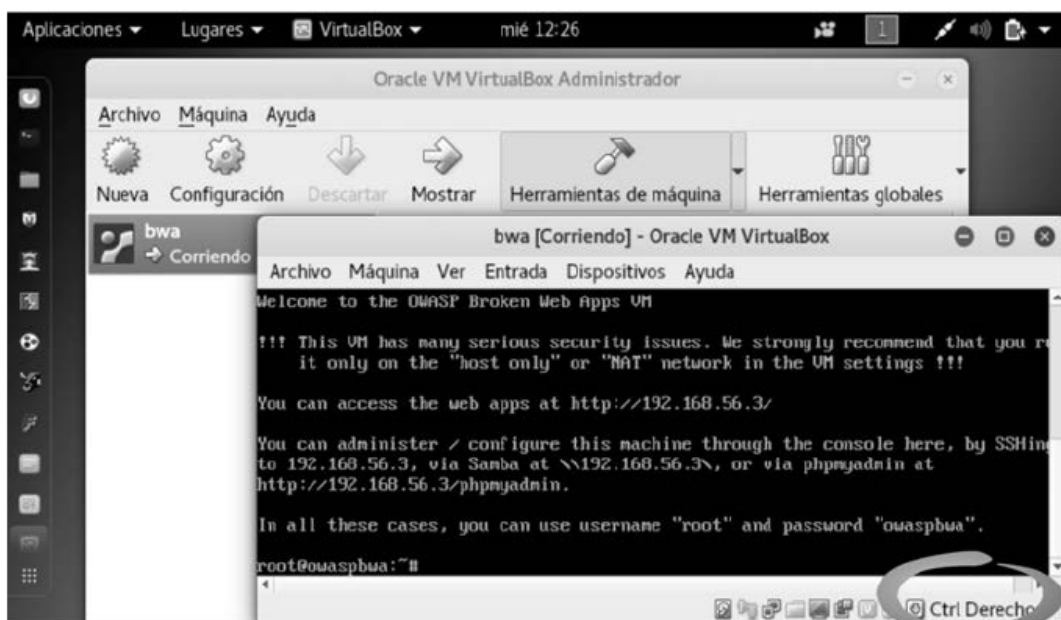 Aplicaciones Lugares VirtualBox mié 12:26 1
Oracle VM VirtualBox Administrador
Archivo Máquina Ayuda
Nueva Configuración Descartar Mostrar Herramientas de máquina Herramientas globales
bwa
Corriendo
bwa [Corriendo] - Oracle VM VirtualBox
Archivo Máquina Ver Entrada Dispositivos Ayuda
Welcome to the OWASP Broken Web Apps VM
!!! This VM has many serious security issues. We strongly recommend that you
it only on the "host only" or "NAT" network in the VM settings !!!
You can access the web apps at http://192.168.56.3/
You can administer / configure this machine through the console here, by SSHing
to 192.168.56.3, via Samba at \\192.168.56.3\, or via phpmyadmin at
http://192.168.56.3/phpmyadmin.
In all these cases, you can use username "root" and password "owaspbwa".
root@owaspbwa:~#
Ctrl Derecho